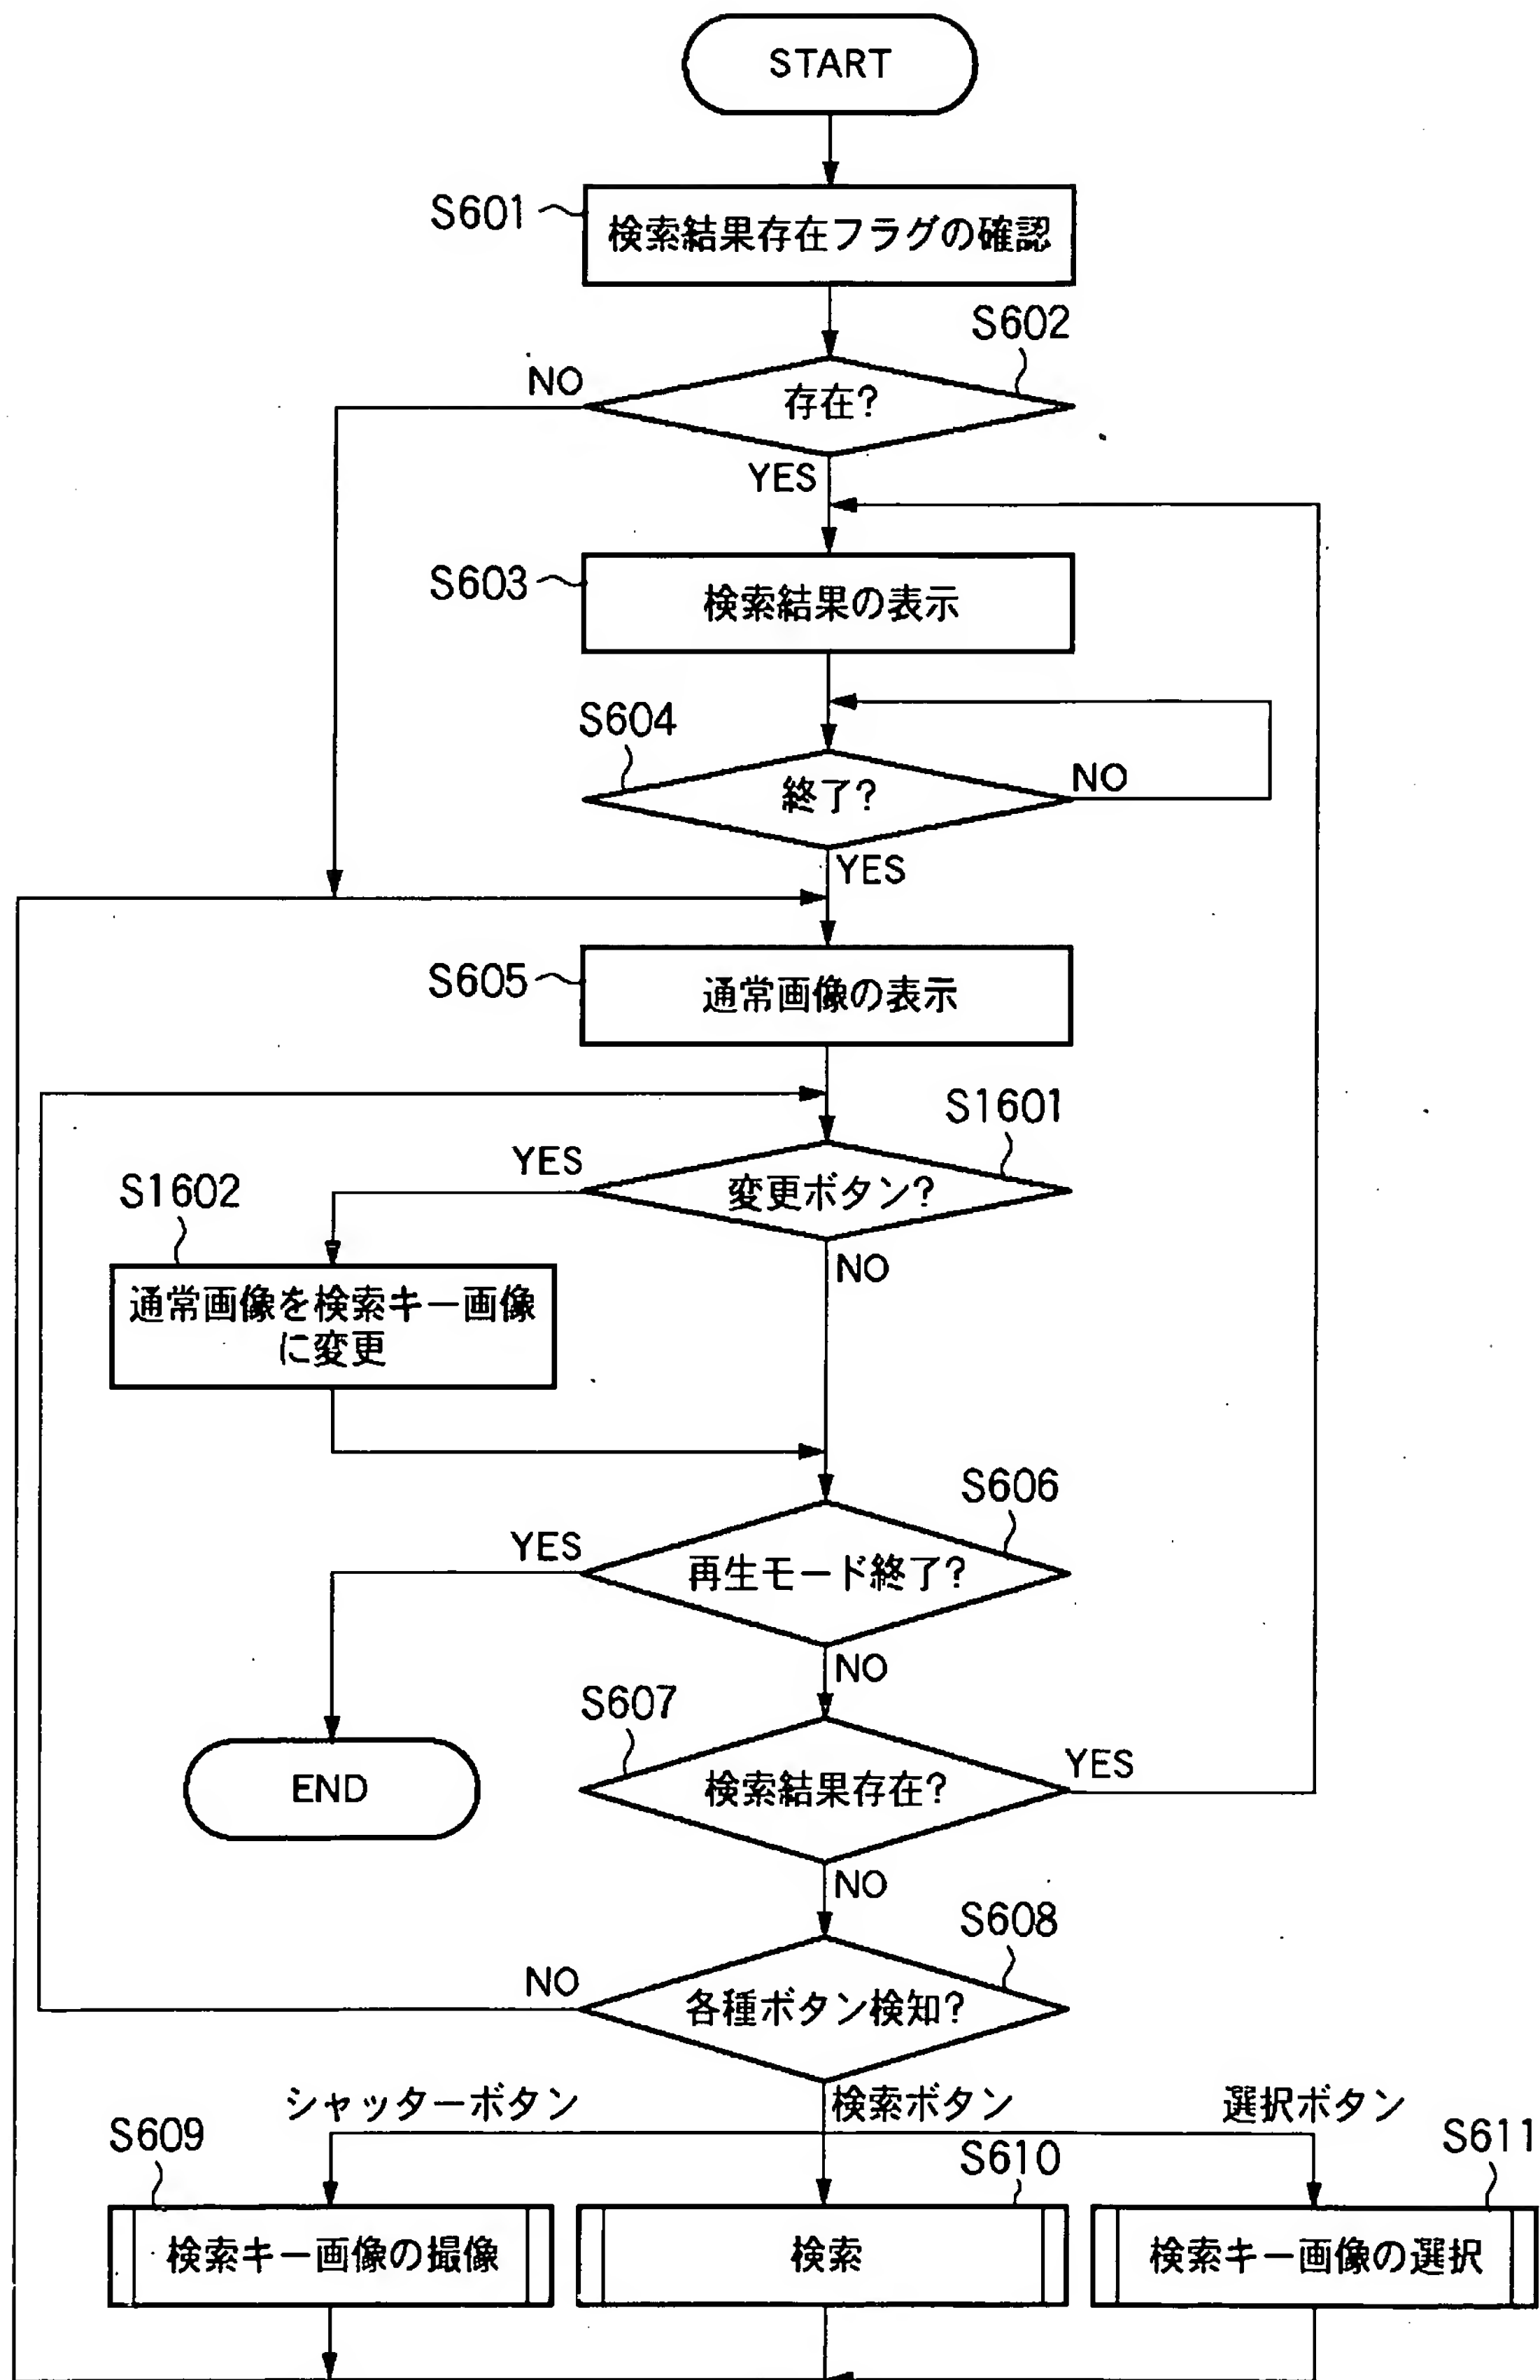 START
S601
検索結果存在フラグの確認
S602
NO
存在?
YES
S603
検索結果の表示
S604
終了?
NO
YES
S605
通常画像の表示
S1601
YES
変更ボタン?
S1602
NO
通常画像を検索キー画像
に変更
S606
YES
再生モード終了?
NO
S607
END
検索結果存在?
YES
NO
S608
NO
各種ボタン検知?
シャッターボタン
検索ボタン
選択ボタン
S609
S610
S611
検索キー画像の撮像
検索
検索キー画像の選択